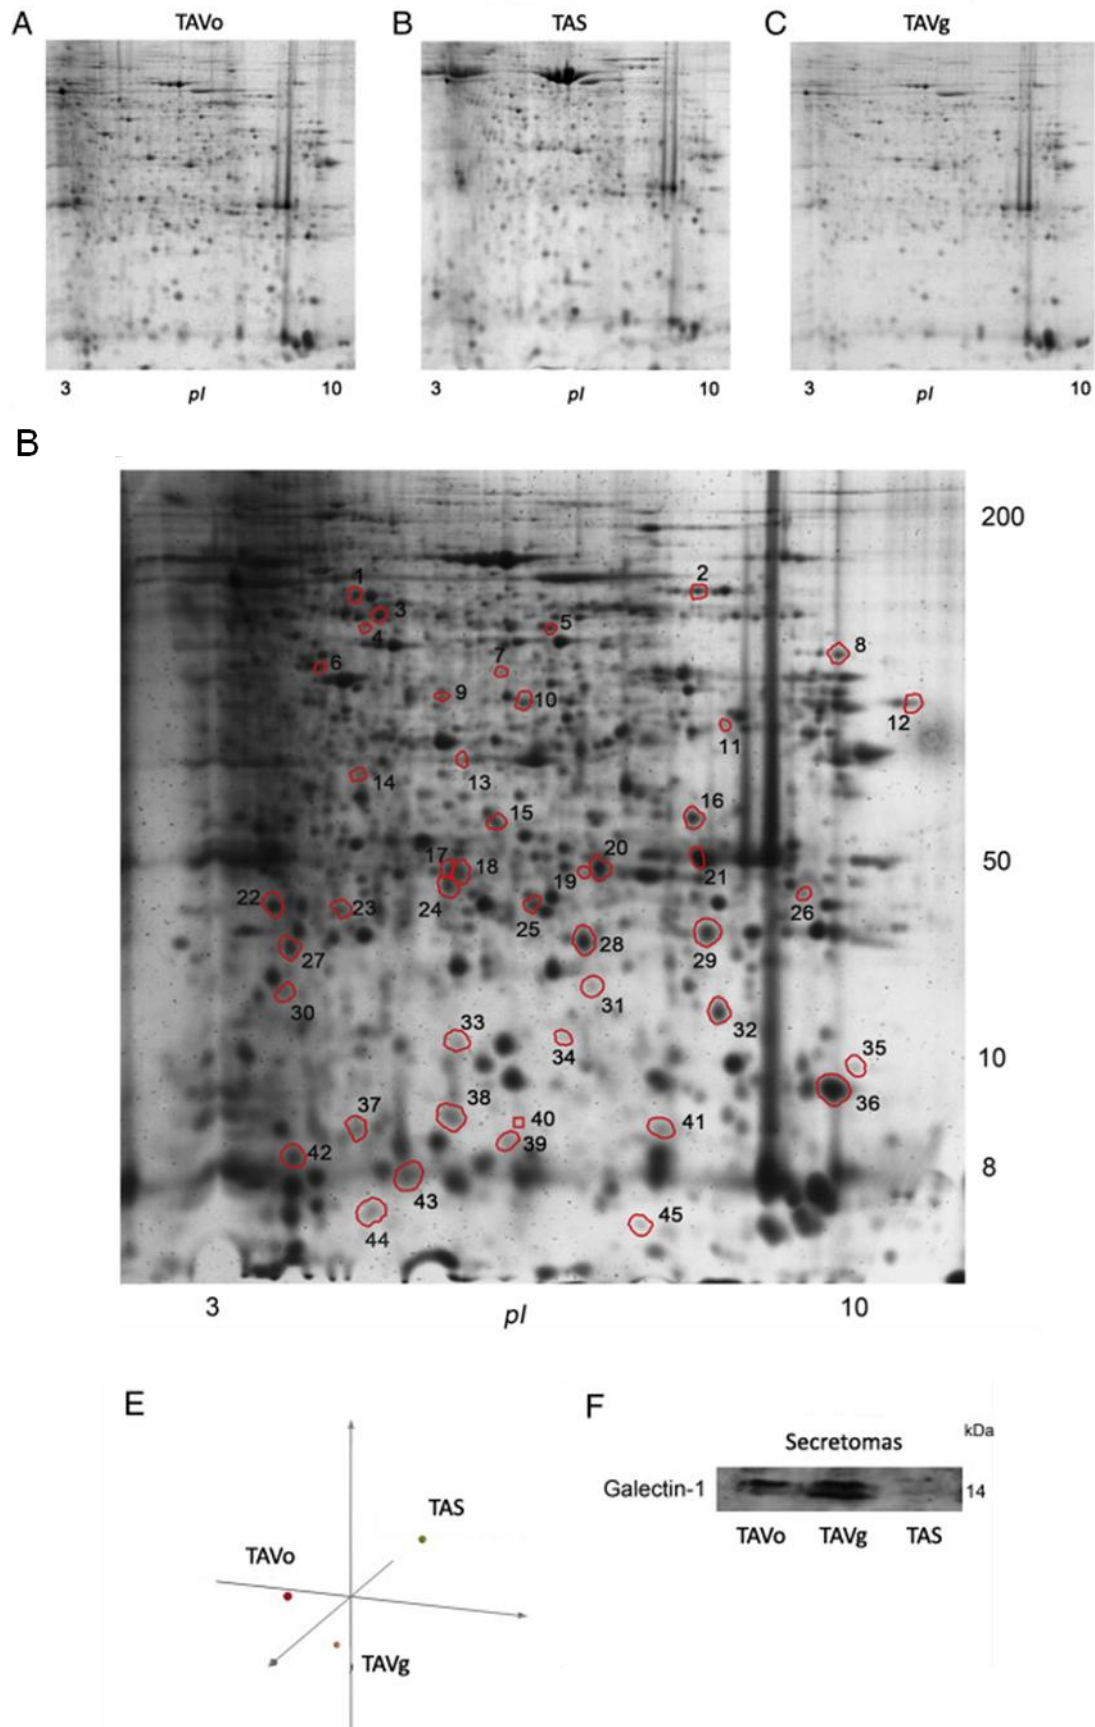 A TAVo B TAS C TAVg
3 pI 10 3 pI 10 3 pI 10
B
200
1 2
3
4 5
6 7 8
9 10 11 12
13
14
15 16
17 18 19 20 21 50
22 23 24 25 26
27 28 29
30 31
32
33 34 35 10
36
37 38 40 41
39
42 8
43
44 45
3 pI 10
E
TAS
TAVo
TAVg
F
kDa
Secretomas
Galectin-1 14
TAVo TAVg TAS